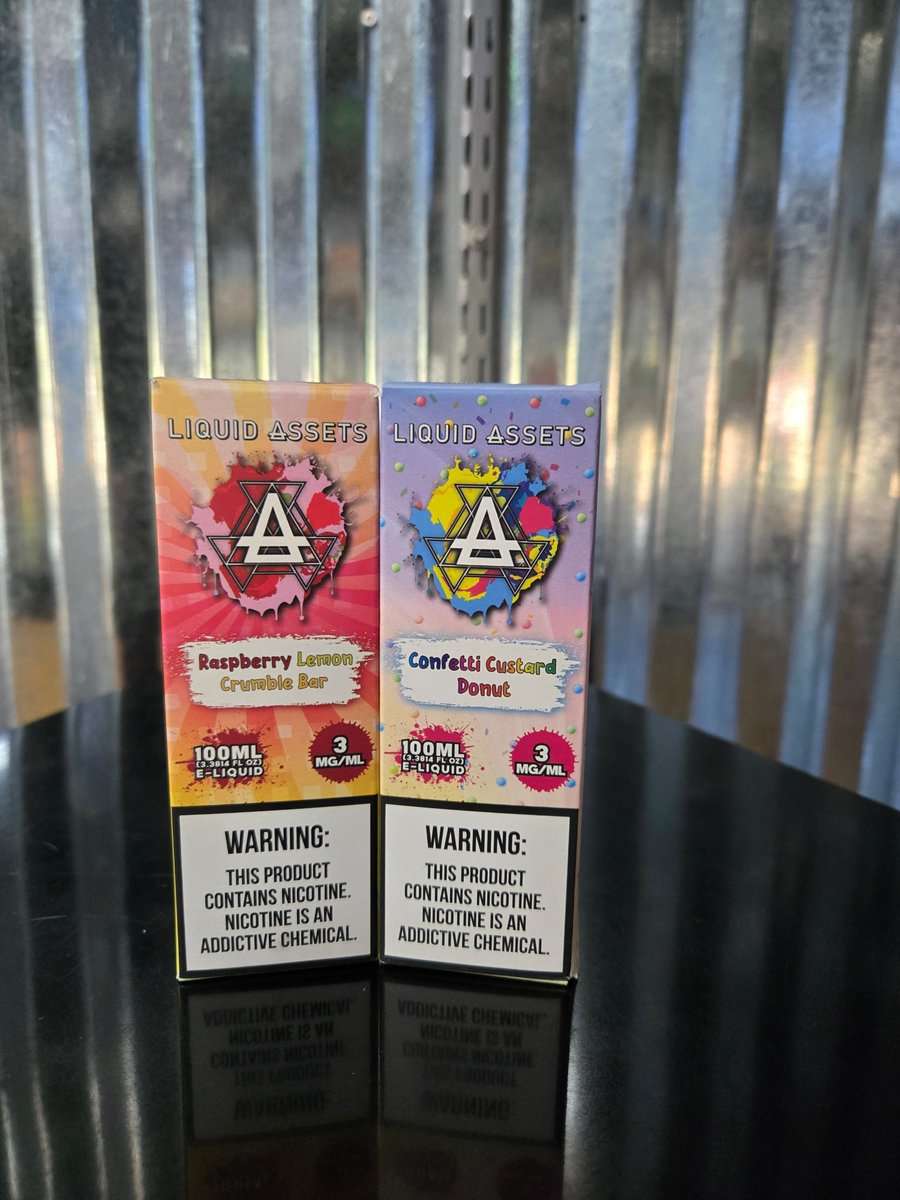 LIQUID ASSETS
Raspberry Lemon
Crumble Bar
100ML
(3.3814 FL OZ)
E-LIQUID
3
MG/ML
WARNING:
THIS PRODUCT
CONTAINS NICOTINE.
NICOTINE IS AN
ADDICTIVE CHEMICAL.
LIQUID ASSETS
Confetti Custard
Donut
100ML
(3.3814 FL OZ)
E-LIQUID
3
MG/ML
WARNING:
THIS PRODUCT
CONTAINS NICOTINE.
NICOTINE IS AN
ADDICTIVE CHEMICAL.